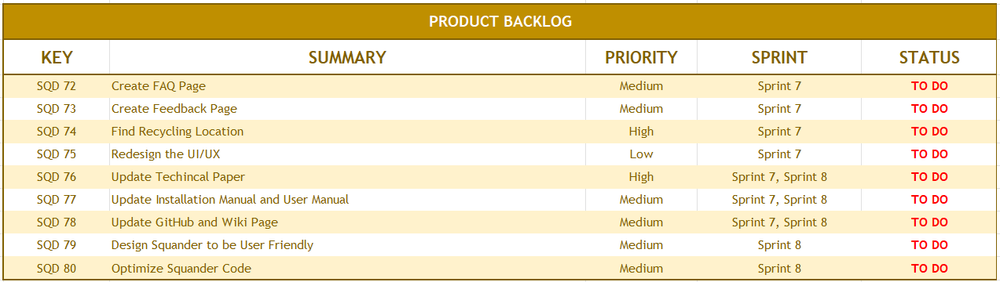 PRODUCT BACKLOG
KEY SUMMARY PRIORITY SPRINT STATUS
SQD 72 Create FAQ Page Medium Sprint 7 TO DO
SQD 73 Create Feedback Page Medium Sprint 7 TO DO
SQD 74 Find Recycling Location High Sprint 7 TO DO
SQD 75 Redesign the UI/UX Low Sprint 7 TO DO
SQD 76 Update Techincal Paper High Sprint 7, Sprint 8 TO DO
SQD 77 Update Installation Manual and User Manual Medium Sprint 7, Sprint 8 TO DO
SQD 78 Update GitHub and Wiki Page Medium Sprint 7, Sprint 8 TO DO
SQD 79 Design Squander to be User Friendly Medium Sprint 8 TO DO
SQD 80 Optimize Squander Code Medium Sprint 8 TO DO